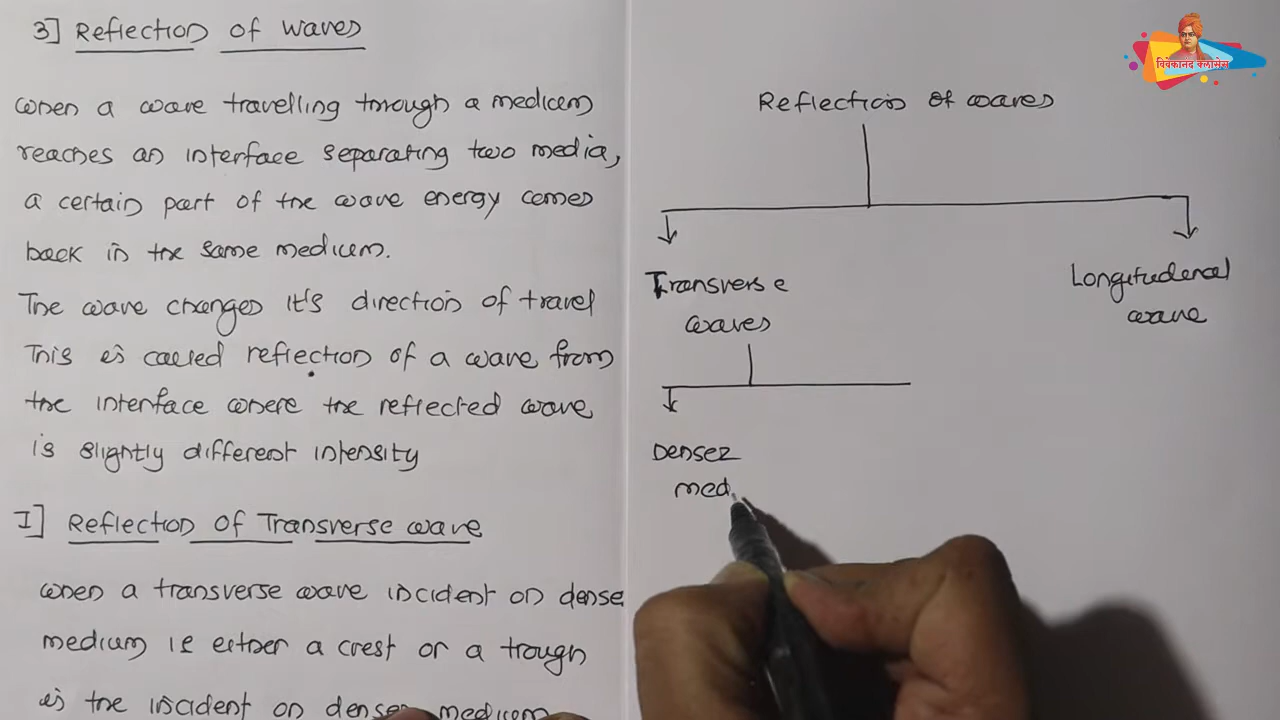 3] Reflection of waves
When a wave travelling through a medium
reaches an interface separating two media,
a certain part of the wave energy comes
back in the same medium.
The wave changes it's direction of travel
This is called reflection of a wave from
the interface where the reflected wave
is slightly different intensity
I] Reflection of Transverse wave
When a transverse wave incident on dense
medium ie either a crest or a trough
is the incident on denser medium
विवेकानंद क्लासेस
Reflection of waves
Transverse
waves
Longitudenal
wave
Denser
med